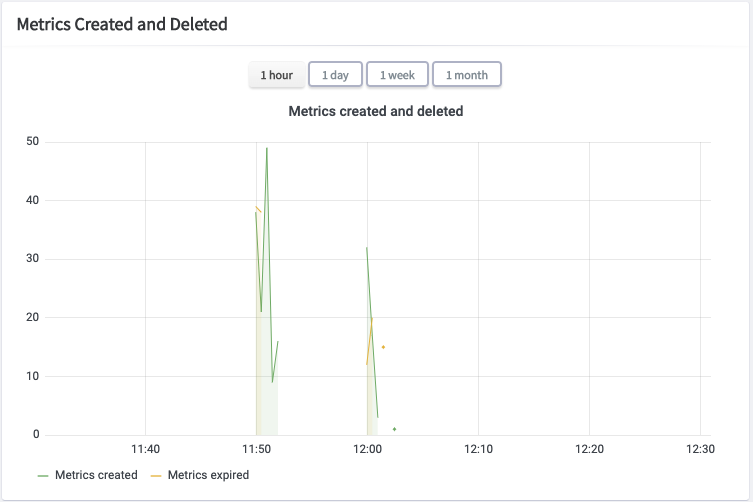 Metrics Created and Deleted
1 hour 1 day 1 week 1 month
Metrics created and deleted
50
40
30
20
10
0
11:40 11:50 12:00 12:10 12:20 12:30
Metrics created Metrics expired